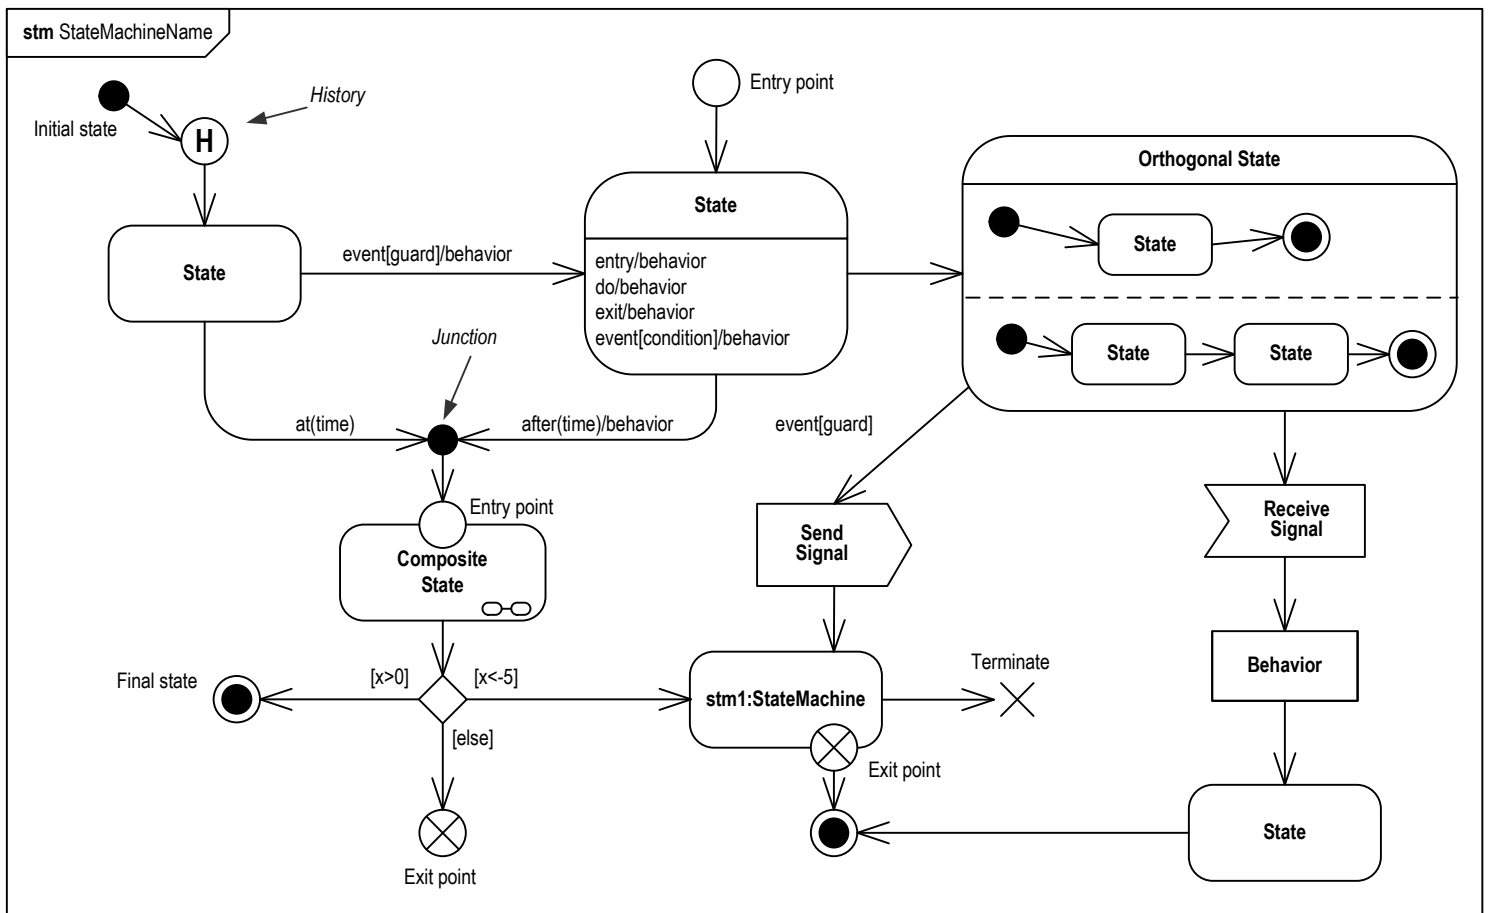 stm StateMachineName
Initial state
H
History
Entry point
State
event[guard]/behavior
State
entry/behavior
do/behavior
exit/behavior
event[condition]/behavior
Orthogonal State
State
State
State
Junction
at(time)
after(time)/behavior
event[guard]
Entry point
Composite
State
Send
Signal
Receive
Signal
Final state
[x>0]
[x<-5]
[else]
stm1:StateMachine
Terminate
Behavior
Exit point
Exit point
State